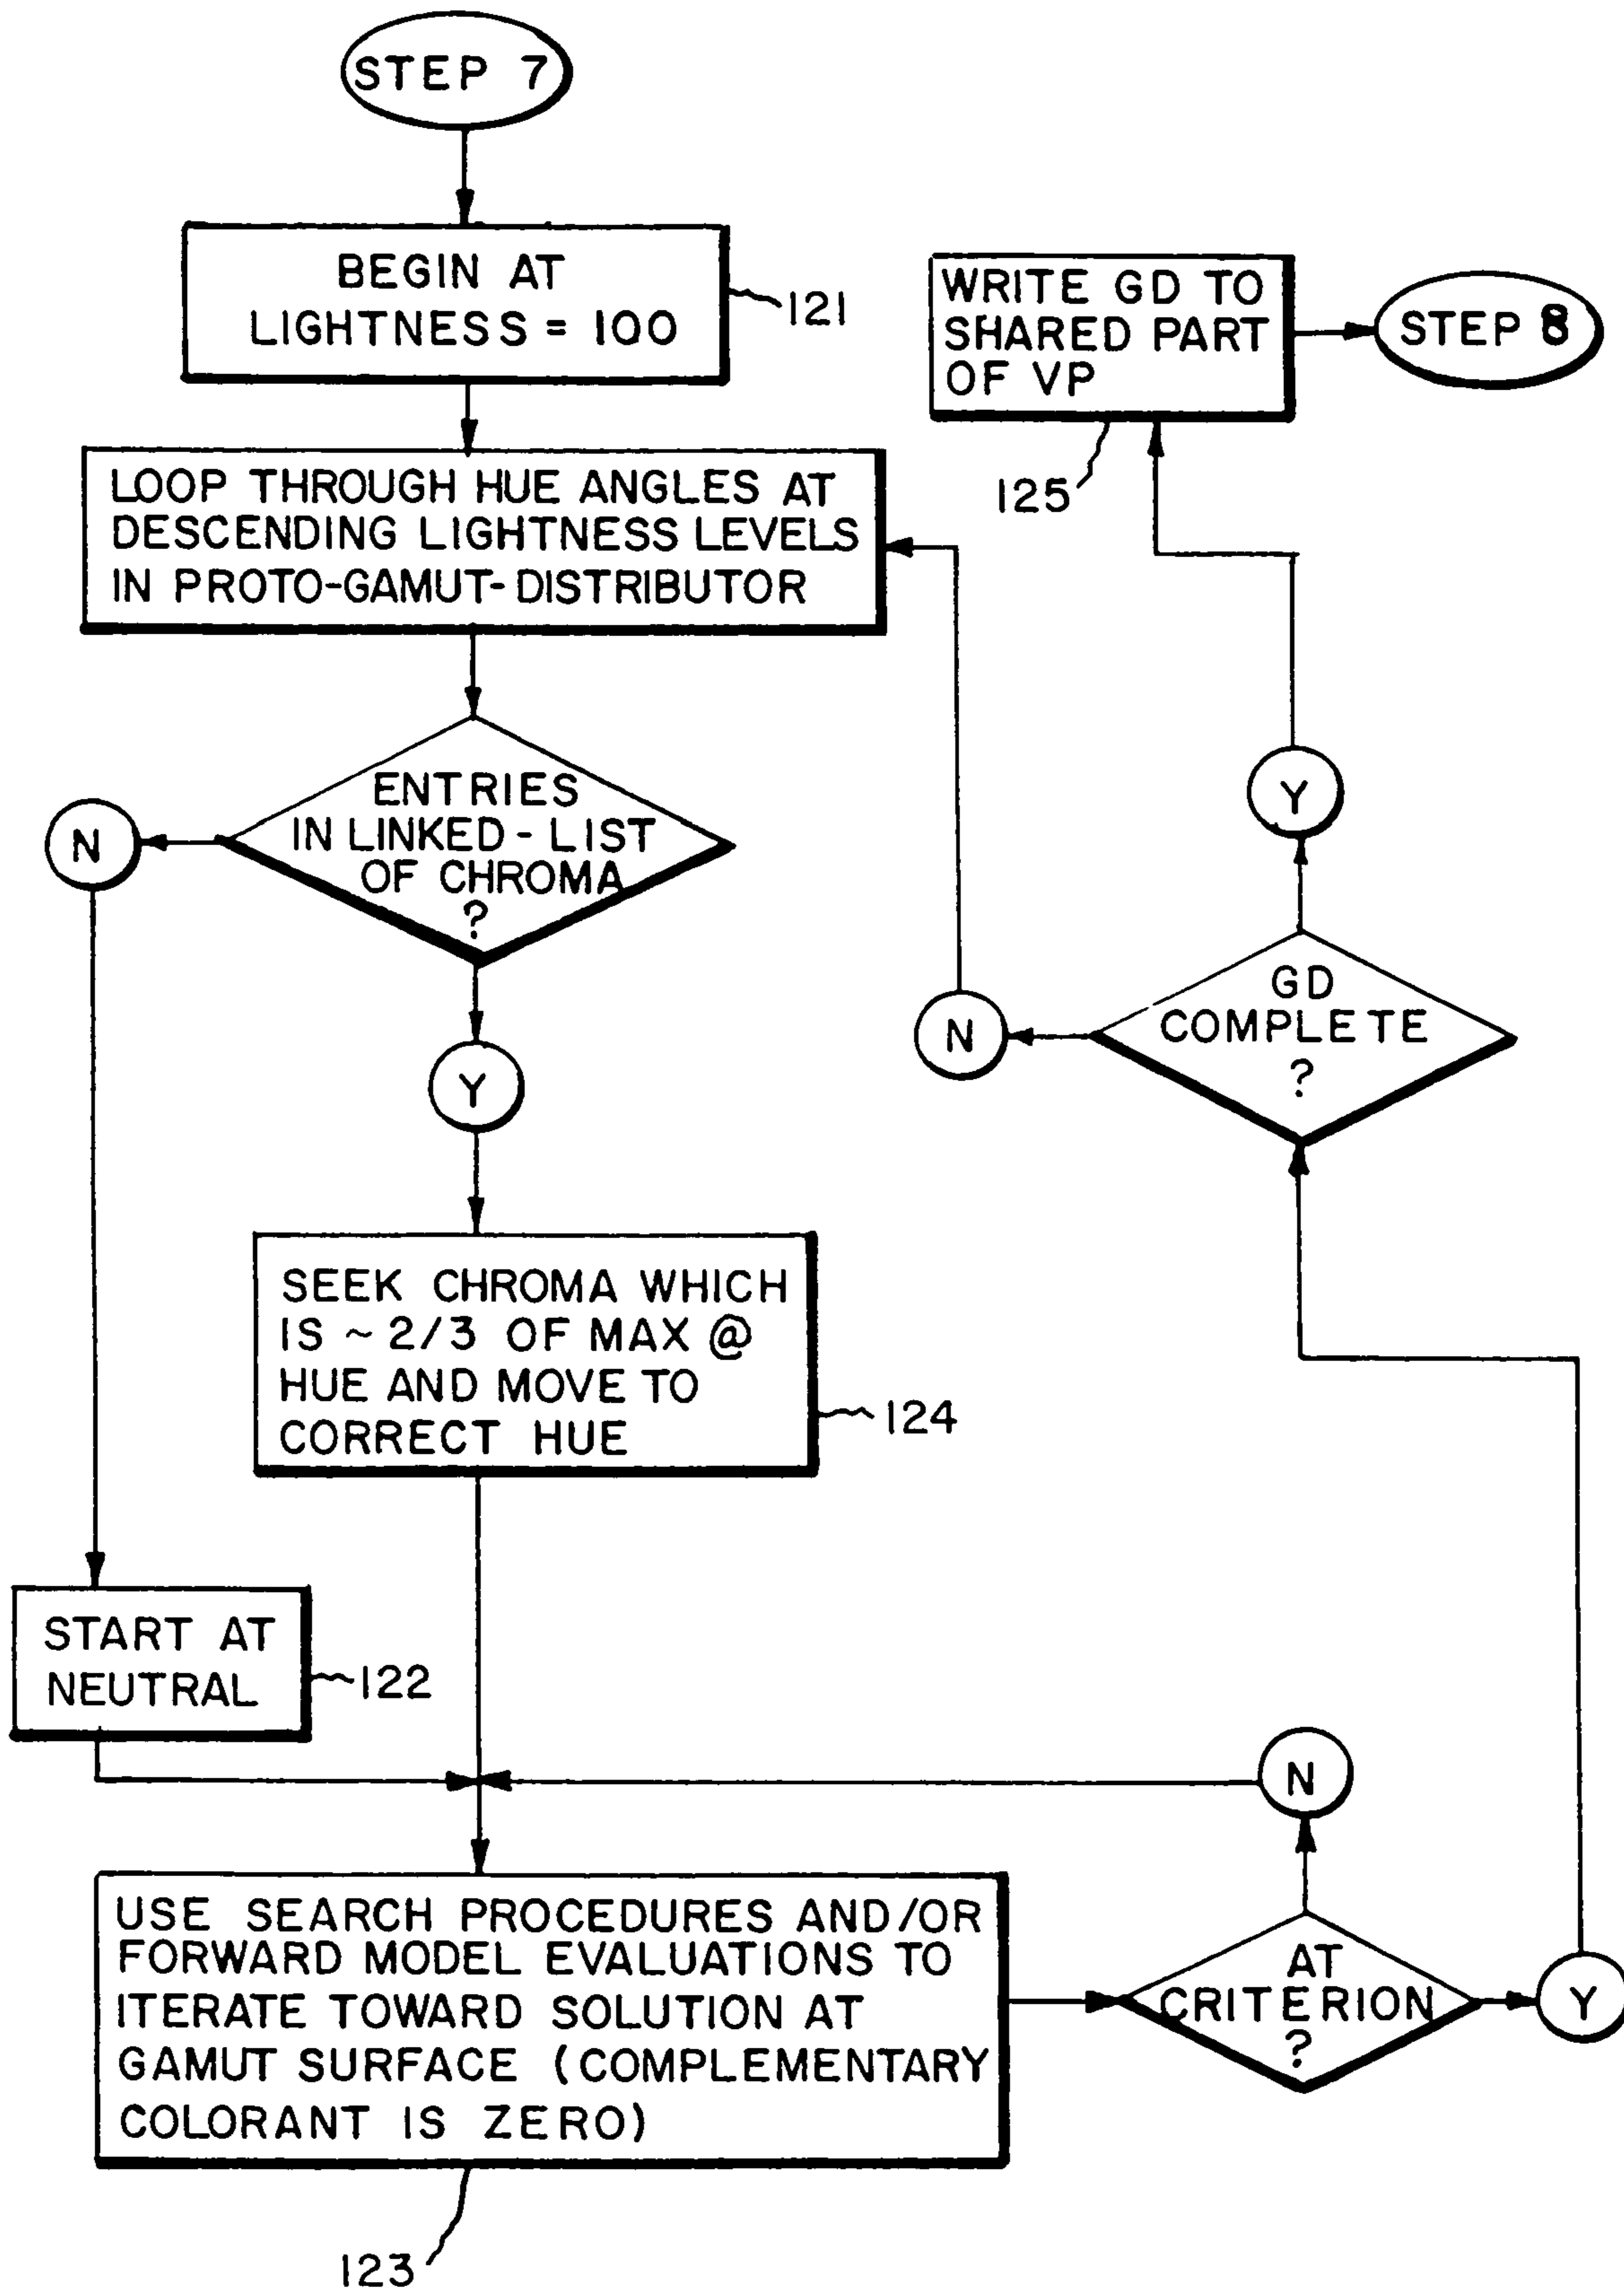 STEP 7
BEGIN AT
LIGHTNESS = 100
121
LOOP THROUGH HUE ANGLES AT
DESCENDING LIGHTNESS LEVELS
IN PROTO-GAMUT-DISTRIBUTOR
ENTRIES
IN LINKED-LIST
OF CHROMA
?
N
Y
SEEK CHROMA WHICH
IS ~ 2/3 OF MAX @
HUE AND MOVE TO
CORRECT HUE
124
START AT
NEUTRAL
122
USE SEARCH PROCEDURES AND/OR
FORWARD MODEL EVALUATIONS TO
ITERATE TOWARD SOLUTION AT
GAMUT SURFACE (COMPLEMENTARY
COLORANT IS ZERO)
123
AT
CRITERION
?
N
Y
GD
COMPLETE
?
N
Y
WRITE GD TO
SHARED PART
OF VP
125
STEP 8